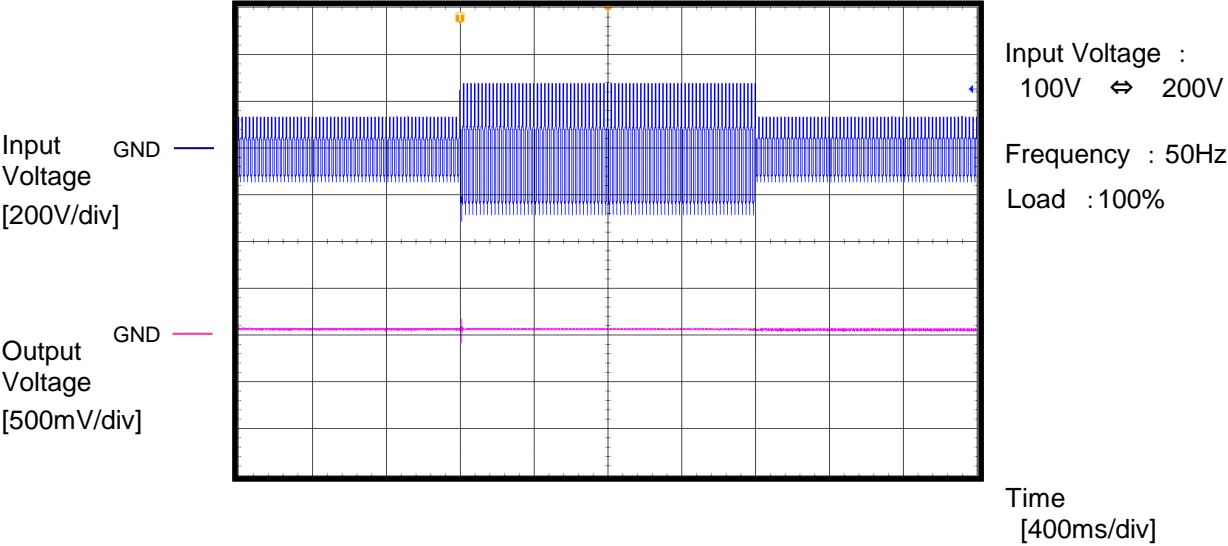 T
Input Voltage :
100V ⇔ 200V
Input
Voltage
[200V/div]
GND
Frequency : 50Hz
Load : 100%
Output
Voltage
[500mV/div]
GND
Time
[400ms/div]